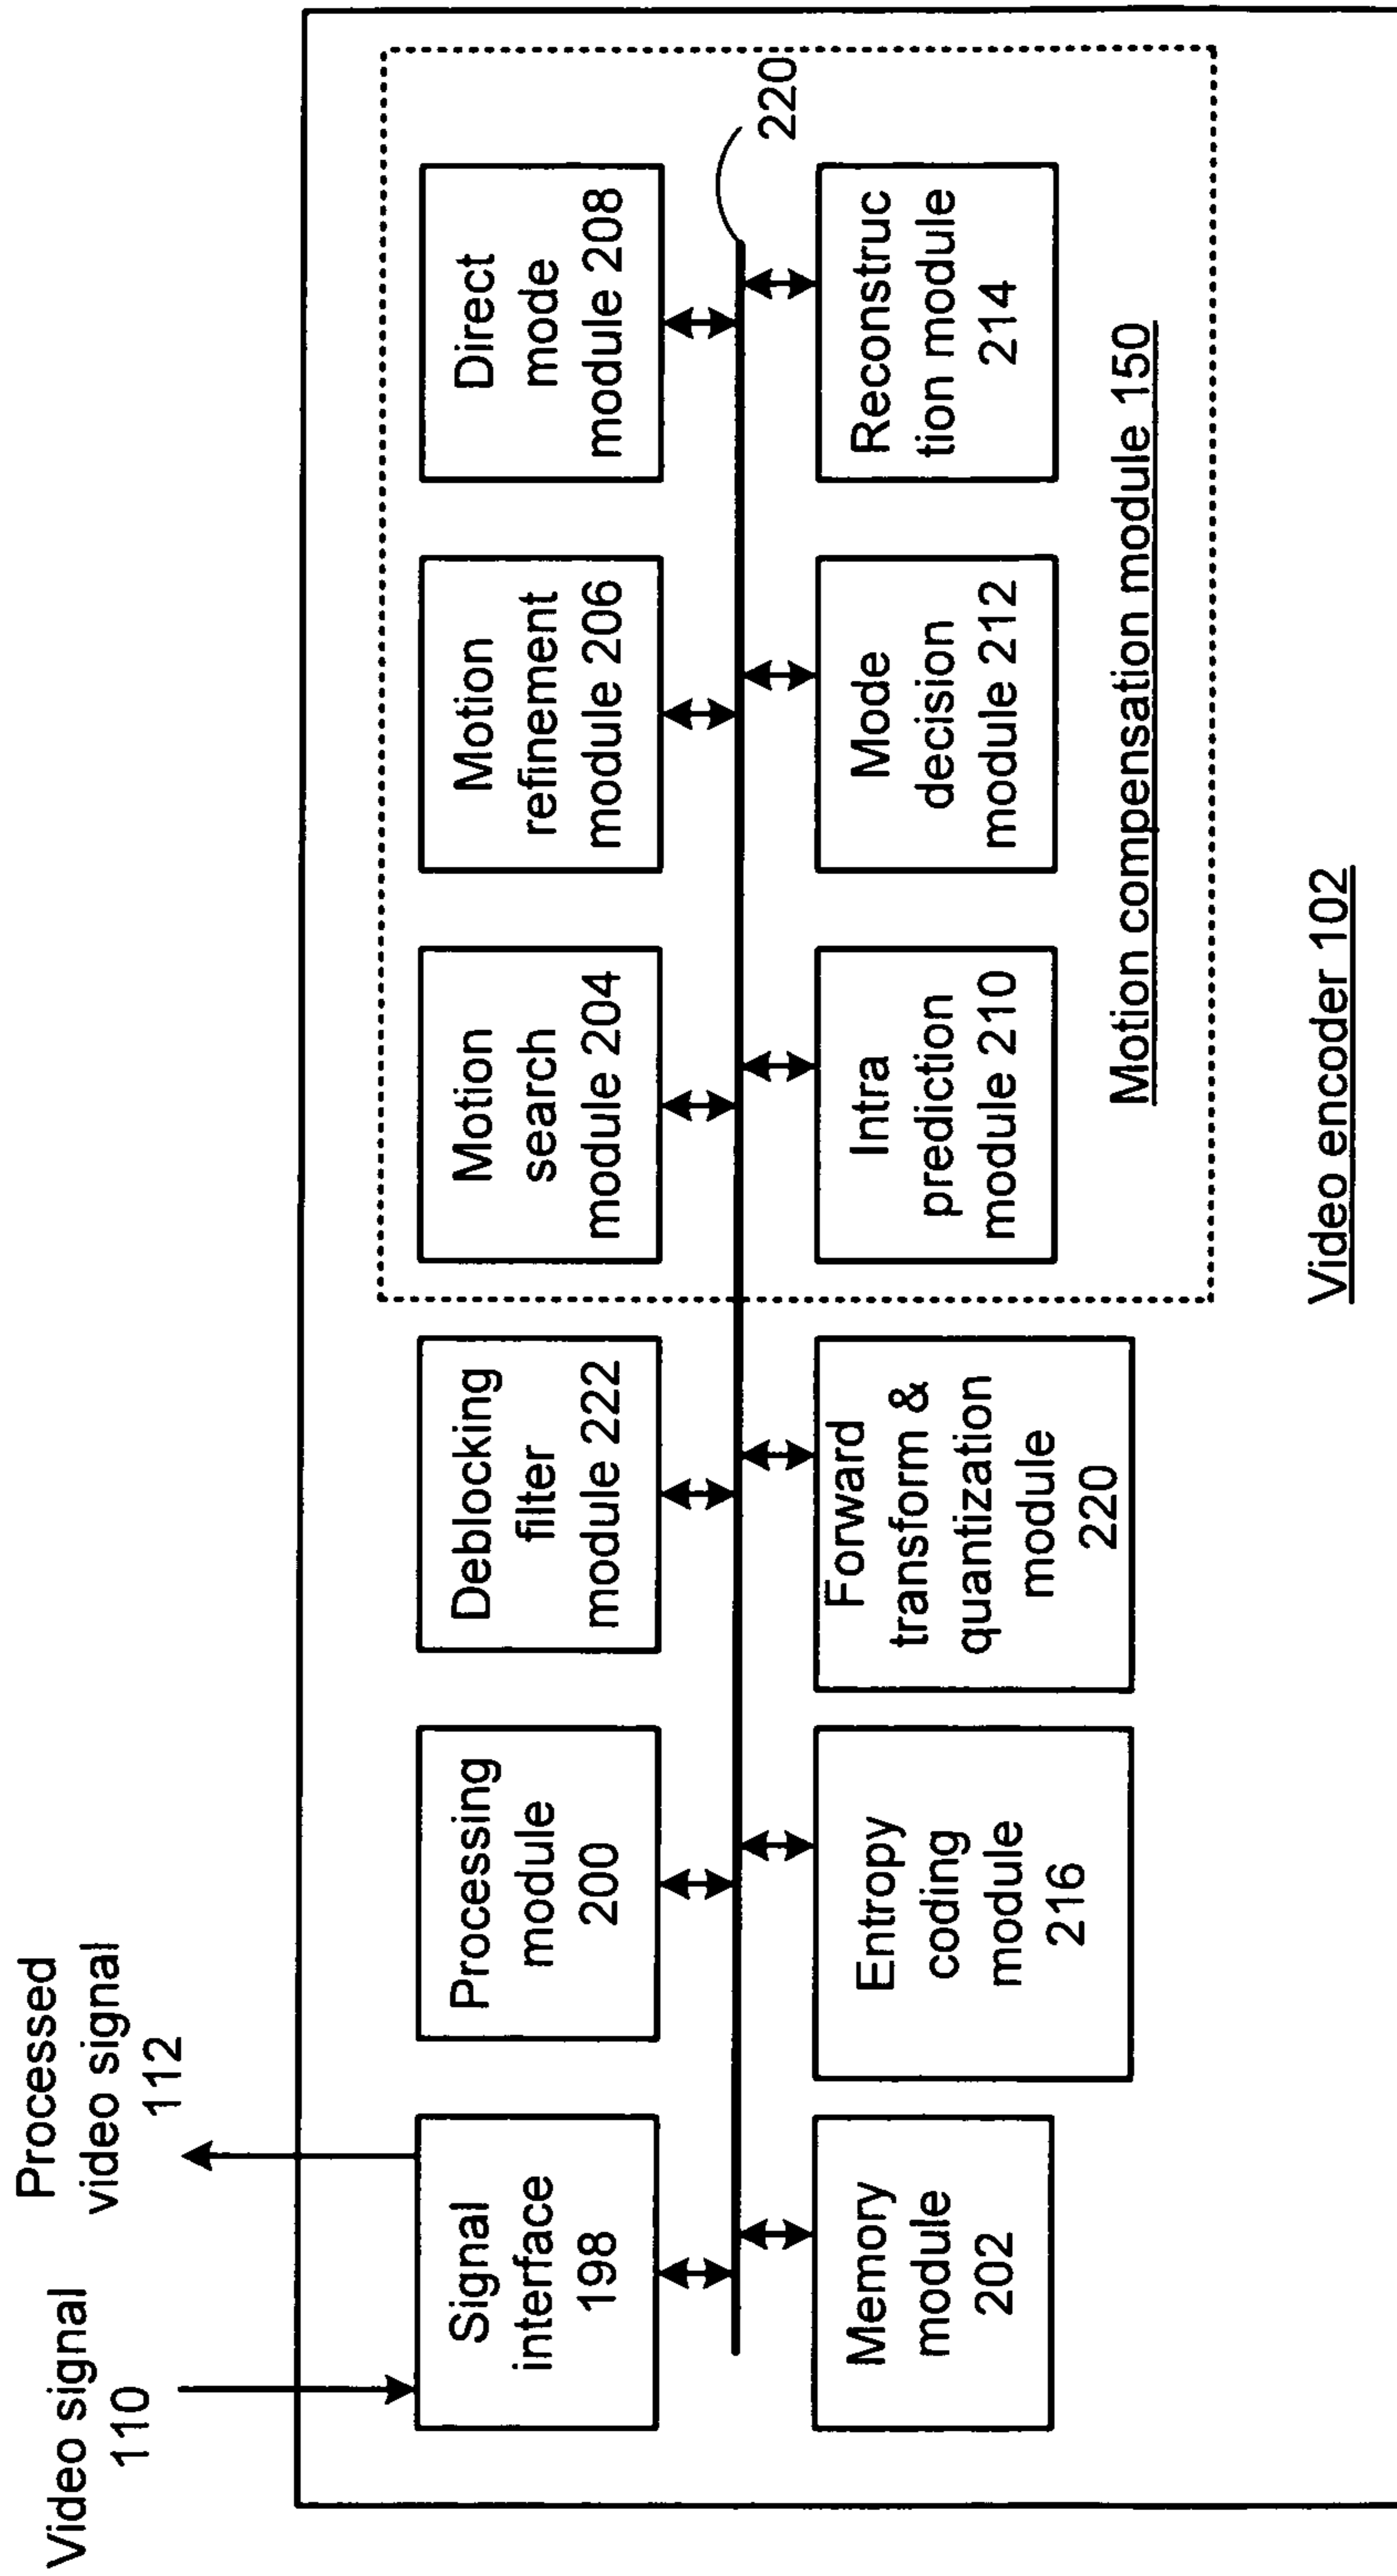 Video signal
110
Processed
video signal
112
Signal
interface
198
Processing
module
200
Deblocking
filter
module 222
Motion
search
module 204
Motion
refinement
module 206
Direct
mode
module 208
220
Memory
module
202
Entropy
coding
module
216
Forward
transform &
quantization
module
220
Intra
prediction
module 210
Mode
decision
module 212
Reconstruc
tion module
214
Motion compensation module 150
Video encoder 102